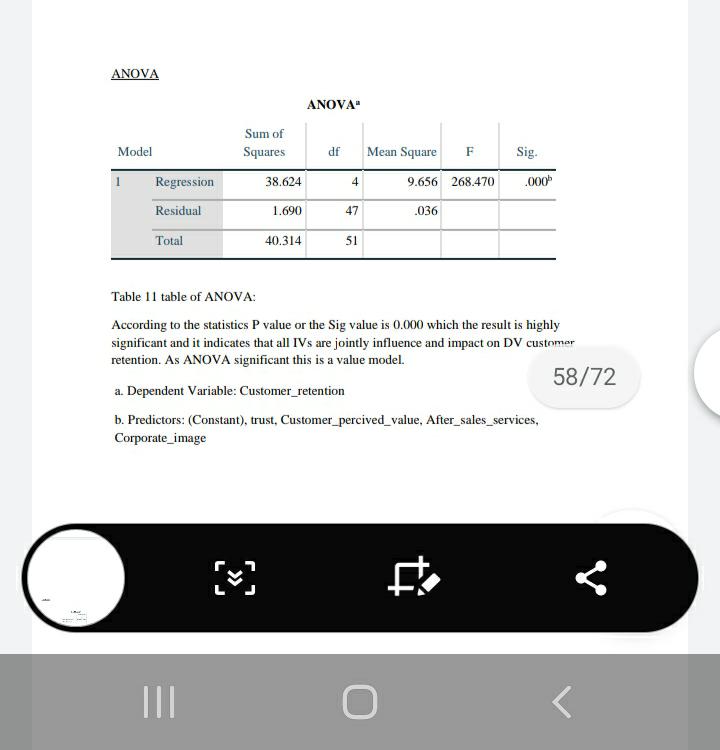 ANOVA
ANOVAa
Model Sum of Squares df Mean Square F Sig.
1 Regression 38.624 4 9.656 268.470 .000b
Residual 1.690 47 .036
Total 40.314 51
Table 11 table of ANOVA:
According to the statistics P value or the Sig value is 0.000 which the result is highly
significant and it indicates that all IVs are jointly influence and impact on DV customer
retention. As ANOVA significant this is a value model.
58/72
a. Dependent Variable: Customer_retention
b. Predictors: (Constant), trust, Customer_percived_value, After_sales_services,
Corporate_image